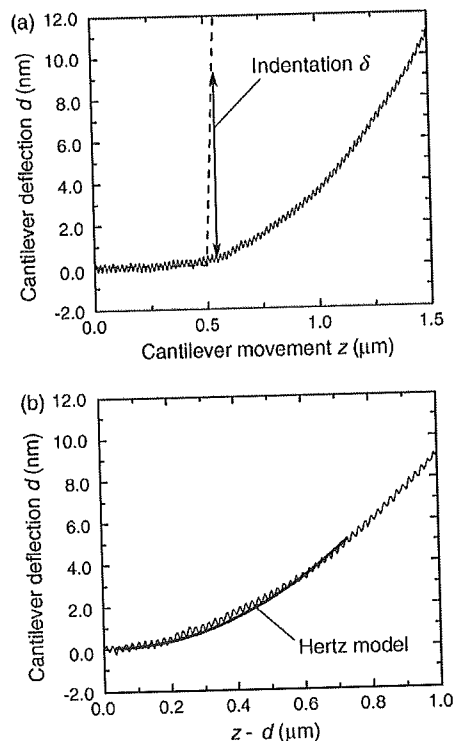 (a)
12.0
10.0
8.0
6.0
4.0
2.0
0.0
-2.0
Cantilever deflection d (nm)
Indentation δ
0.0 0.5 1.0 1.5
Cantilever movement z (μm)
(b)
12.0
10.0
8.0
6.0
4.0
2.0
0.0
-2.0
Cantilever deflection d (nm)
Hertz model
0.0 0.2 0.4 0.6 0.8 1.0
z - d (μm)